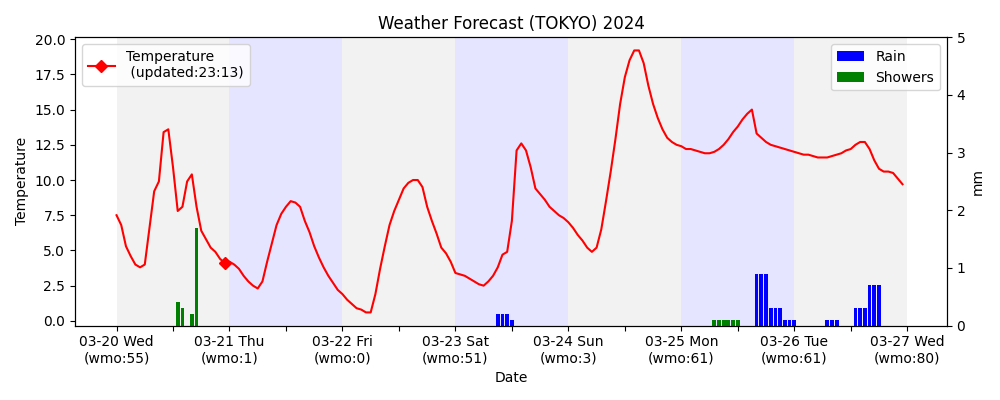 Weather Forecast (TOKYO) 2024
Temperature
(updated:23:13)
Rain
Showers
Temperature
20.0
17.5
15.0
12.5
10.0
7.5
5.0
2.5
0.0
5
4
3
2
1
0
mm
03-20 Wed 03-21 Thu 03-22 Fri 03-23 Sat 03-24 Sun 03-25 Mon 03-26 Tue 03-27 Wed
(wmo:55) (wmo:1) (wmo:0) (wmo:51) (wmo:3) (wmo:61) (wmo:61) (wmo:80)
Date